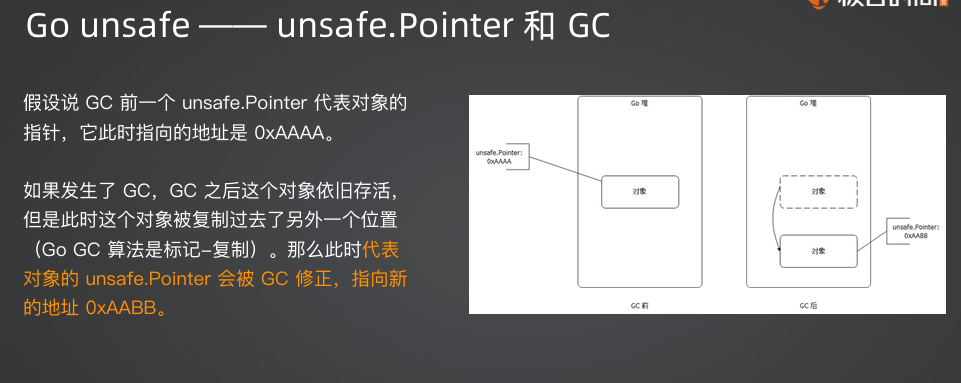 Go unsafe —— unsafe.Pointer 和 GC
假设说 GC 前一个 unsafe.Pointer 代表对象的
指针，它此时指向的地址是 0xAAAA。
如果发生了 GC，GC 之后这个对象依旧存活，
但是此时这个对象被复制过去了另外一个位置
（Go GC 算法是标记-复制）。那么此时代表
对象的 unsafe.Pointer 会被 GC 修正，指向新
的地址 0xAABB。
Go 堆
unsafe.Pointer:
0xAAAA
对象
GC 前
Go 堆
对象
unsafe.Pointer:
0xAABB
对象
GC 后